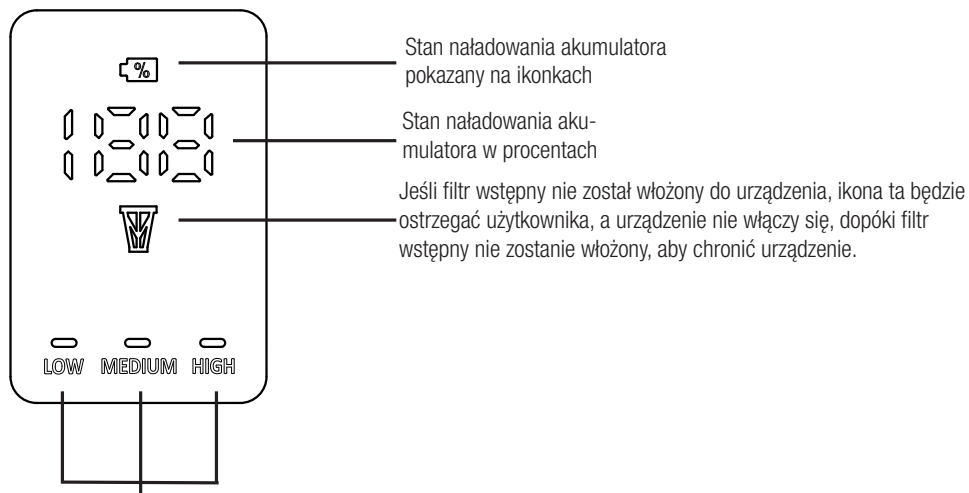 %
Stan naładowania akumulatora
pokazany na ikonkach
188
Stan naładowania aku-
mulatora w procentach
Jeśli filtr wstępny nie został włożony do urządzenia, ikona ta będzie
ostrzegać użytkownika, a urządzenie nie włączy się, dopóki filtr
wstępny nie zostanie włożony, aby chronić urządzenie.
LOW MEDIUM HIGH